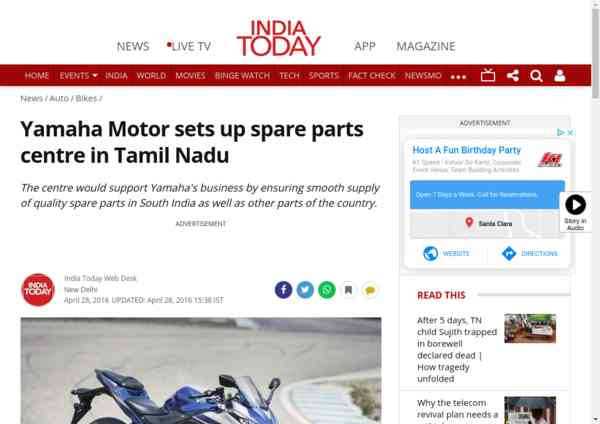 NEWS
LIVE TV
INDIA
TODAY
APP
MAGAZINE
HOME EVENTS INDIA WORLD MOVIES BINGE WATCH TECH SPORTS FACT CHECK NEWSMO
News / Auto / Bikes /
Yamaha Motor sets up spare parts
centre in Tamil Nadu
The centre would support Yamaha's business by ensuring smooth supply
of quality spare parts in South India as well as other parts of the country.
ADVERTISEMENT
INDIA
TODAY
India Today Web Desk
New Delhi
April 28, 2016 UPDATED: April 28, 2016 15:38 IST
ADVERTISEMENT
Host A Fun Birthday Party
#1 Speed - Indoor Go Karts, Corporate
Event Venue, Team Building Activities
Open 7 Days a Week. Call for Reservations.
Santa Clara
WEBSITE
DIRECTIONS
Story in
Audio
READ THIS
After 5 days, TN
child Sujith trapped
in borewell
declared dead |
How tragedy
unfolded
Why the telecom
revival plan needs a